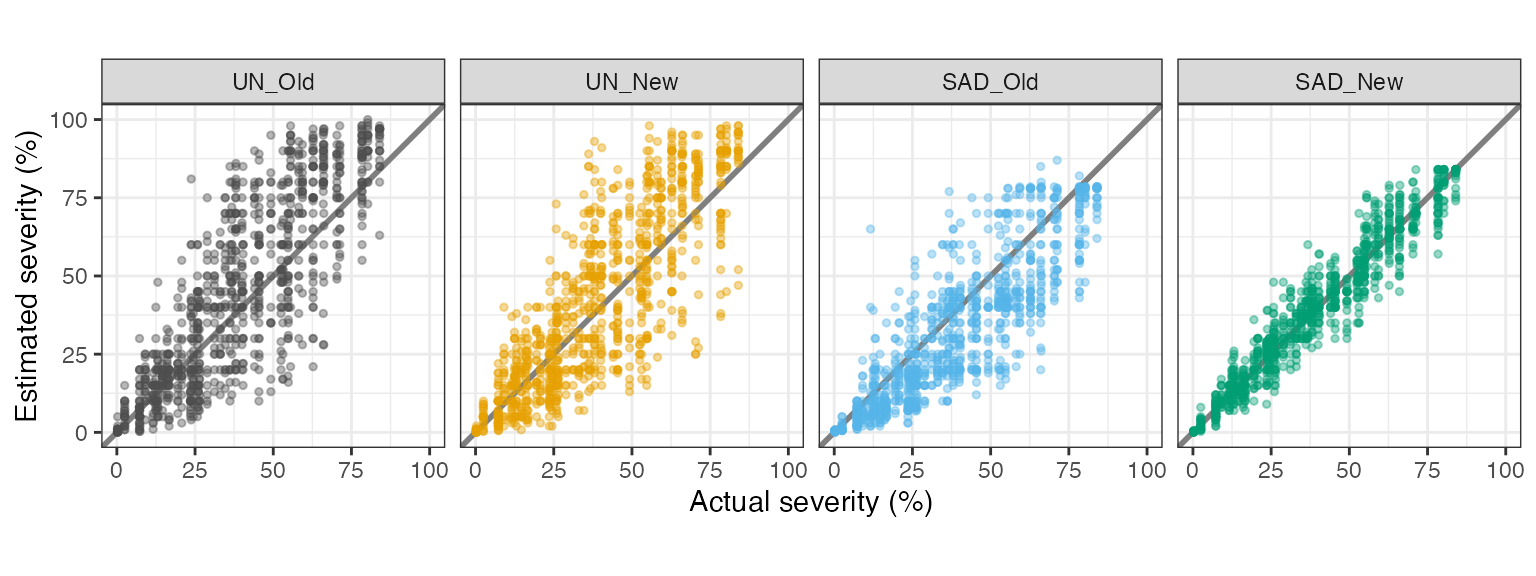 UN_Old UN_New SAD_Old SAD_New
Estimated severity (%)
100
75
50
25
0
0 25 50 75 100 0 25 50 75 100 0 25 50 75 100 0 25 50 75 100
Actual severity (%)